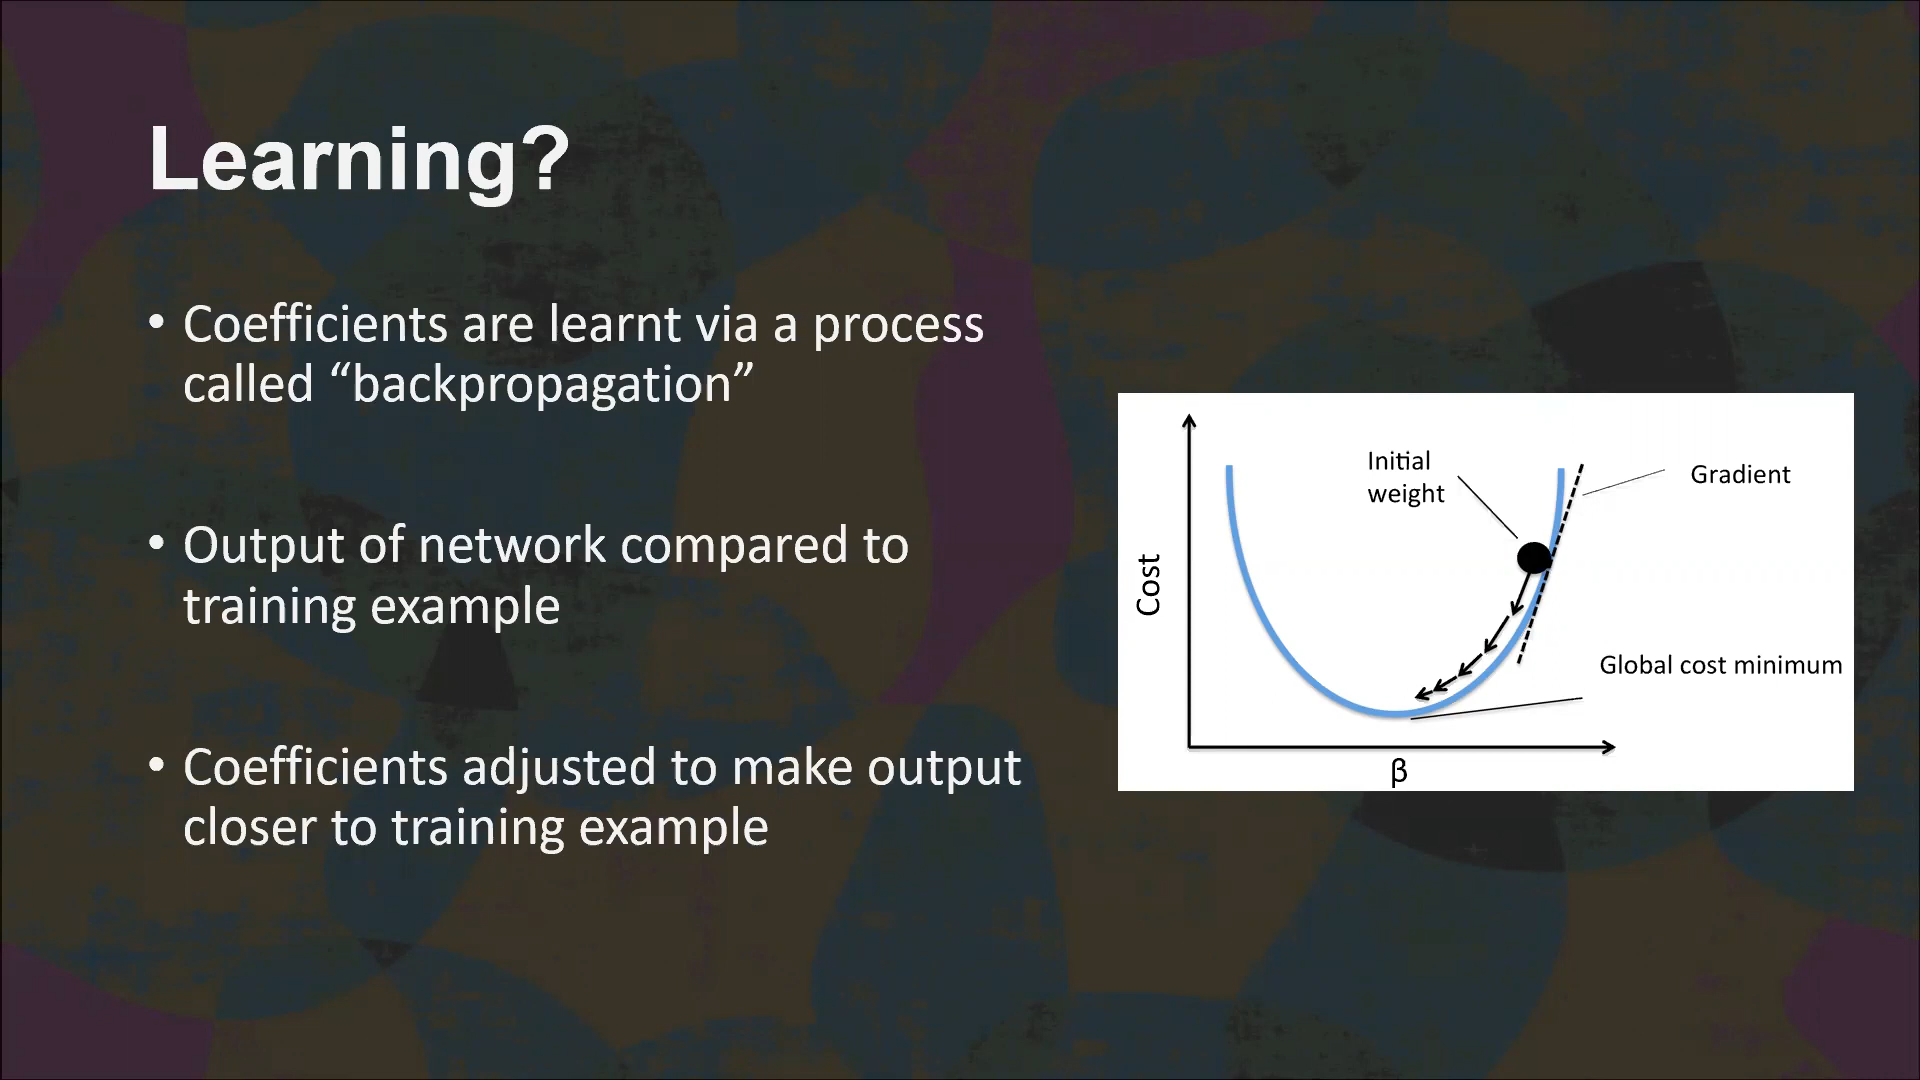 Learning?
• Coefficients are learnt via a process
called “backpropagation”
• Output of network compared to
training example
• Coefficients adjusted to make output
closer to training example
Initial
weight
Gradient
Cost
Global cost minimum
β